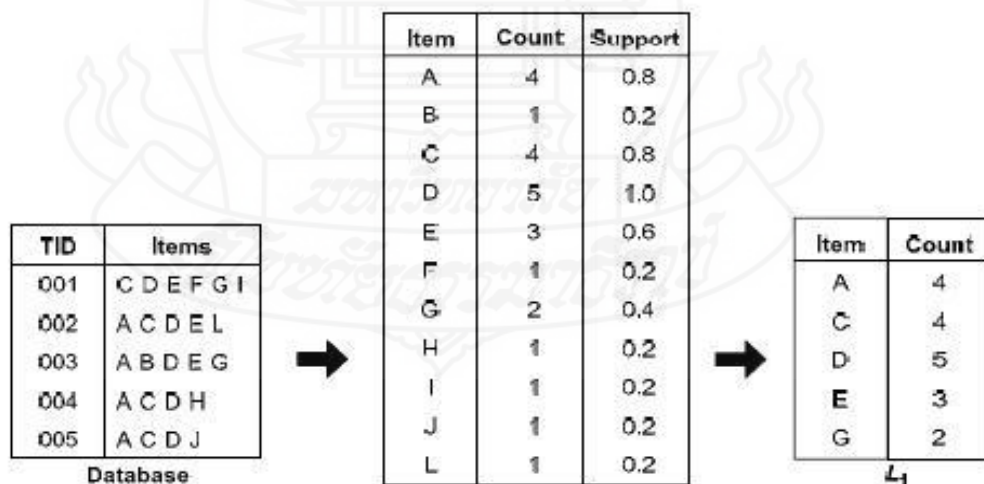 TID Items
001 C D E F G I
002 A C D E L
003 A B D E G
004 A C D H
005 A C D J
Database
Item Count Support
A 4 0.8
B 1 0.2
C 4 0.8
D 5 1.0
E 3 0.6
F 1 0.2
G 2 0.4
H 1 0.2
I 1 0.2
J 1 0.2
L 1 0.2
Item Count
A 4
C 4
D 5
E 3
G 2
L1